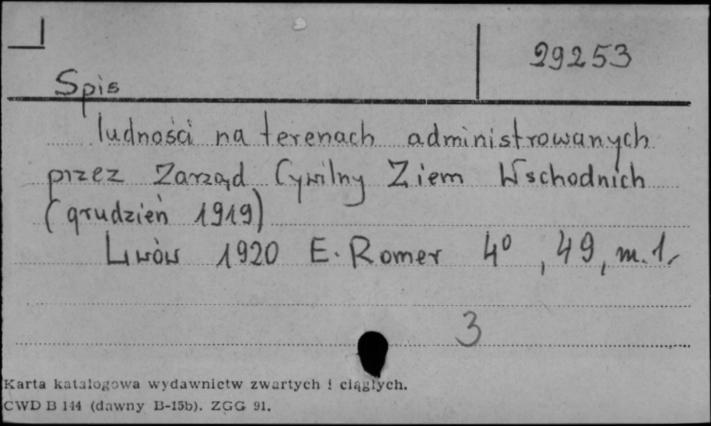 29253
Spis
ludności na terenach administrowanych
przez Zarząd Cywilny Ziem Wschodnich
(grudzień 1919)
Lwów 1920 E. Romer 4⁰, 49, m. 1.
3
Karta katalogowa wydawnictw zwartych i ciągłych.
CWD B 144 (dawny B-15b). ZGG 91.